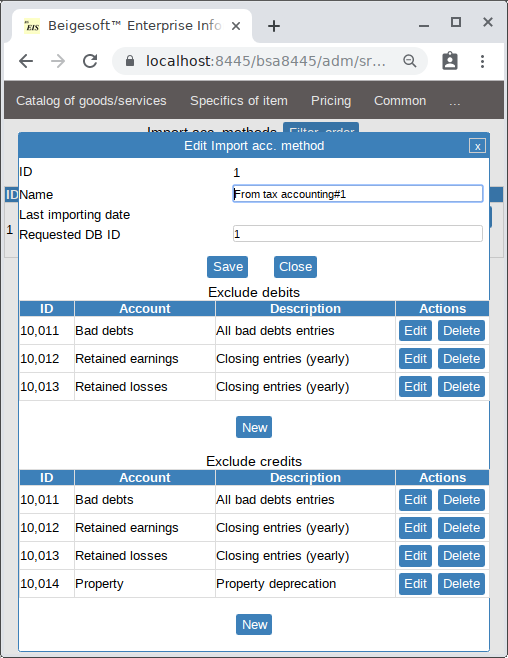 EIS Beigesoft™ Enterprise Info
localhost:8445/bsa8445/adm/sr...
Catalog of goods/services Specifics of item Pricing Common ...
Import acc. methods Filter, order
Edit Import acc. method x
ID 1
ID
Name From tax accounting#1
Last importing date
1
Requested DB ID 1
Save Close
Exclude debits
ID Account Description Actions
10,011 Bad debts All bad debts entries Edit Delete
10,012 Retained earnings Closing entries (yearly) Edit Delete
10,013 Retained losses Closing entries (yearly) Edit Delete
New
Exclude credits
ID Account Description Actions
10,011 Bad debts All bad debts entries Edit Delete
10,012 Retained earnings Closing entries (yearly) Edit Delete
10,013 Retained losses Closing entries (yearly) Edit Delete
10,014 Property Property deprecation Edit Delete
New